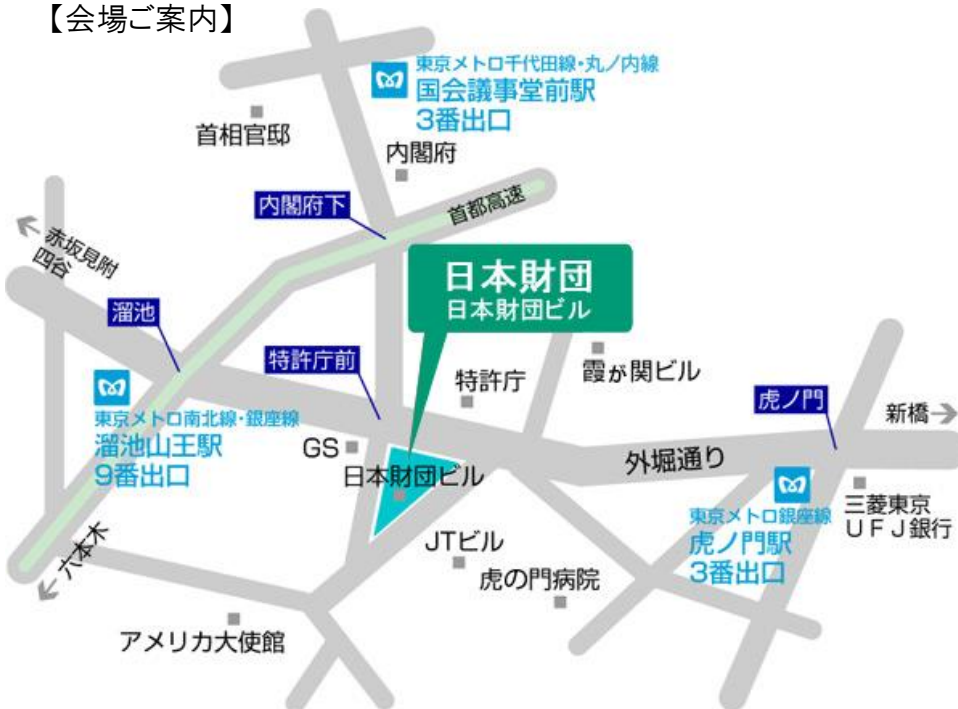 【会場ご案内】
東京メトロ千代田線・丸ノ内線
国会議事堂前駅
3番出口
首相官邸
内閣府
内閣府下
首都高速
赤坂見附
四谷
日本財団
日本財団ビル
溜池
特許庁前
特許庁
霞が関ビル
虎ノ門
新橋
東京メトロ南北線・銀座線
溜池山王駅
9番出口
GS
日本財団ビル
外堀通り
三菱東京
UFJ銀行
東京メトロ銀座線
虎ノ門駅
3番出口
JTビル
虎の門病院
六本木
アメリカ大使館